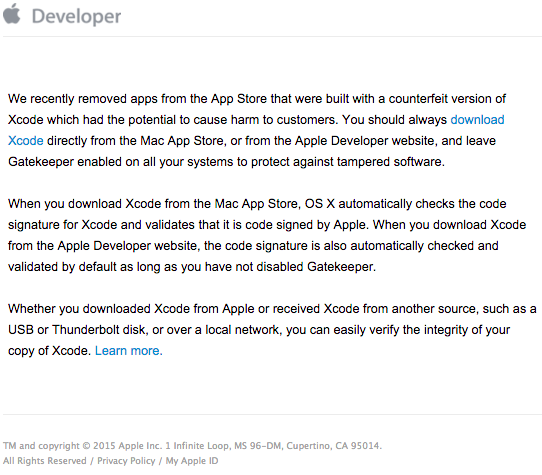 Developer
We recently removed apps from the App Store that were built with a counterfeit version of
Xcode which had the potential to cause harm to customers. You should always download
Xcode directly from the Mac App Store, or from the Apple Developer website, and leave
Gatekeeper enabled on all your systems to protect against tampered software.
When you download Xcode from the Mac App Store, OS X automatically checks the code
signature for Xcode and validates that it is code signed by Apple. When you download Xcode
from the Apple Developer website, the code signature is also automatically checked and
validated by default as long as you have not disabled Gatekeeper.
Whether you downloaded Xcode from Apple or received Xcode from another source, such as a
USB or Thunderbolt disk, or over a local network, you can easily verify the integrity of your
copy of Xcode. Learn more.
TM and copyright © 2015 Apple Inc. 1 Infinite Loop, MS 96-DM, Cupertino, CA 95014.
All Rights Reserved / Privacy Policy / My Apple ID